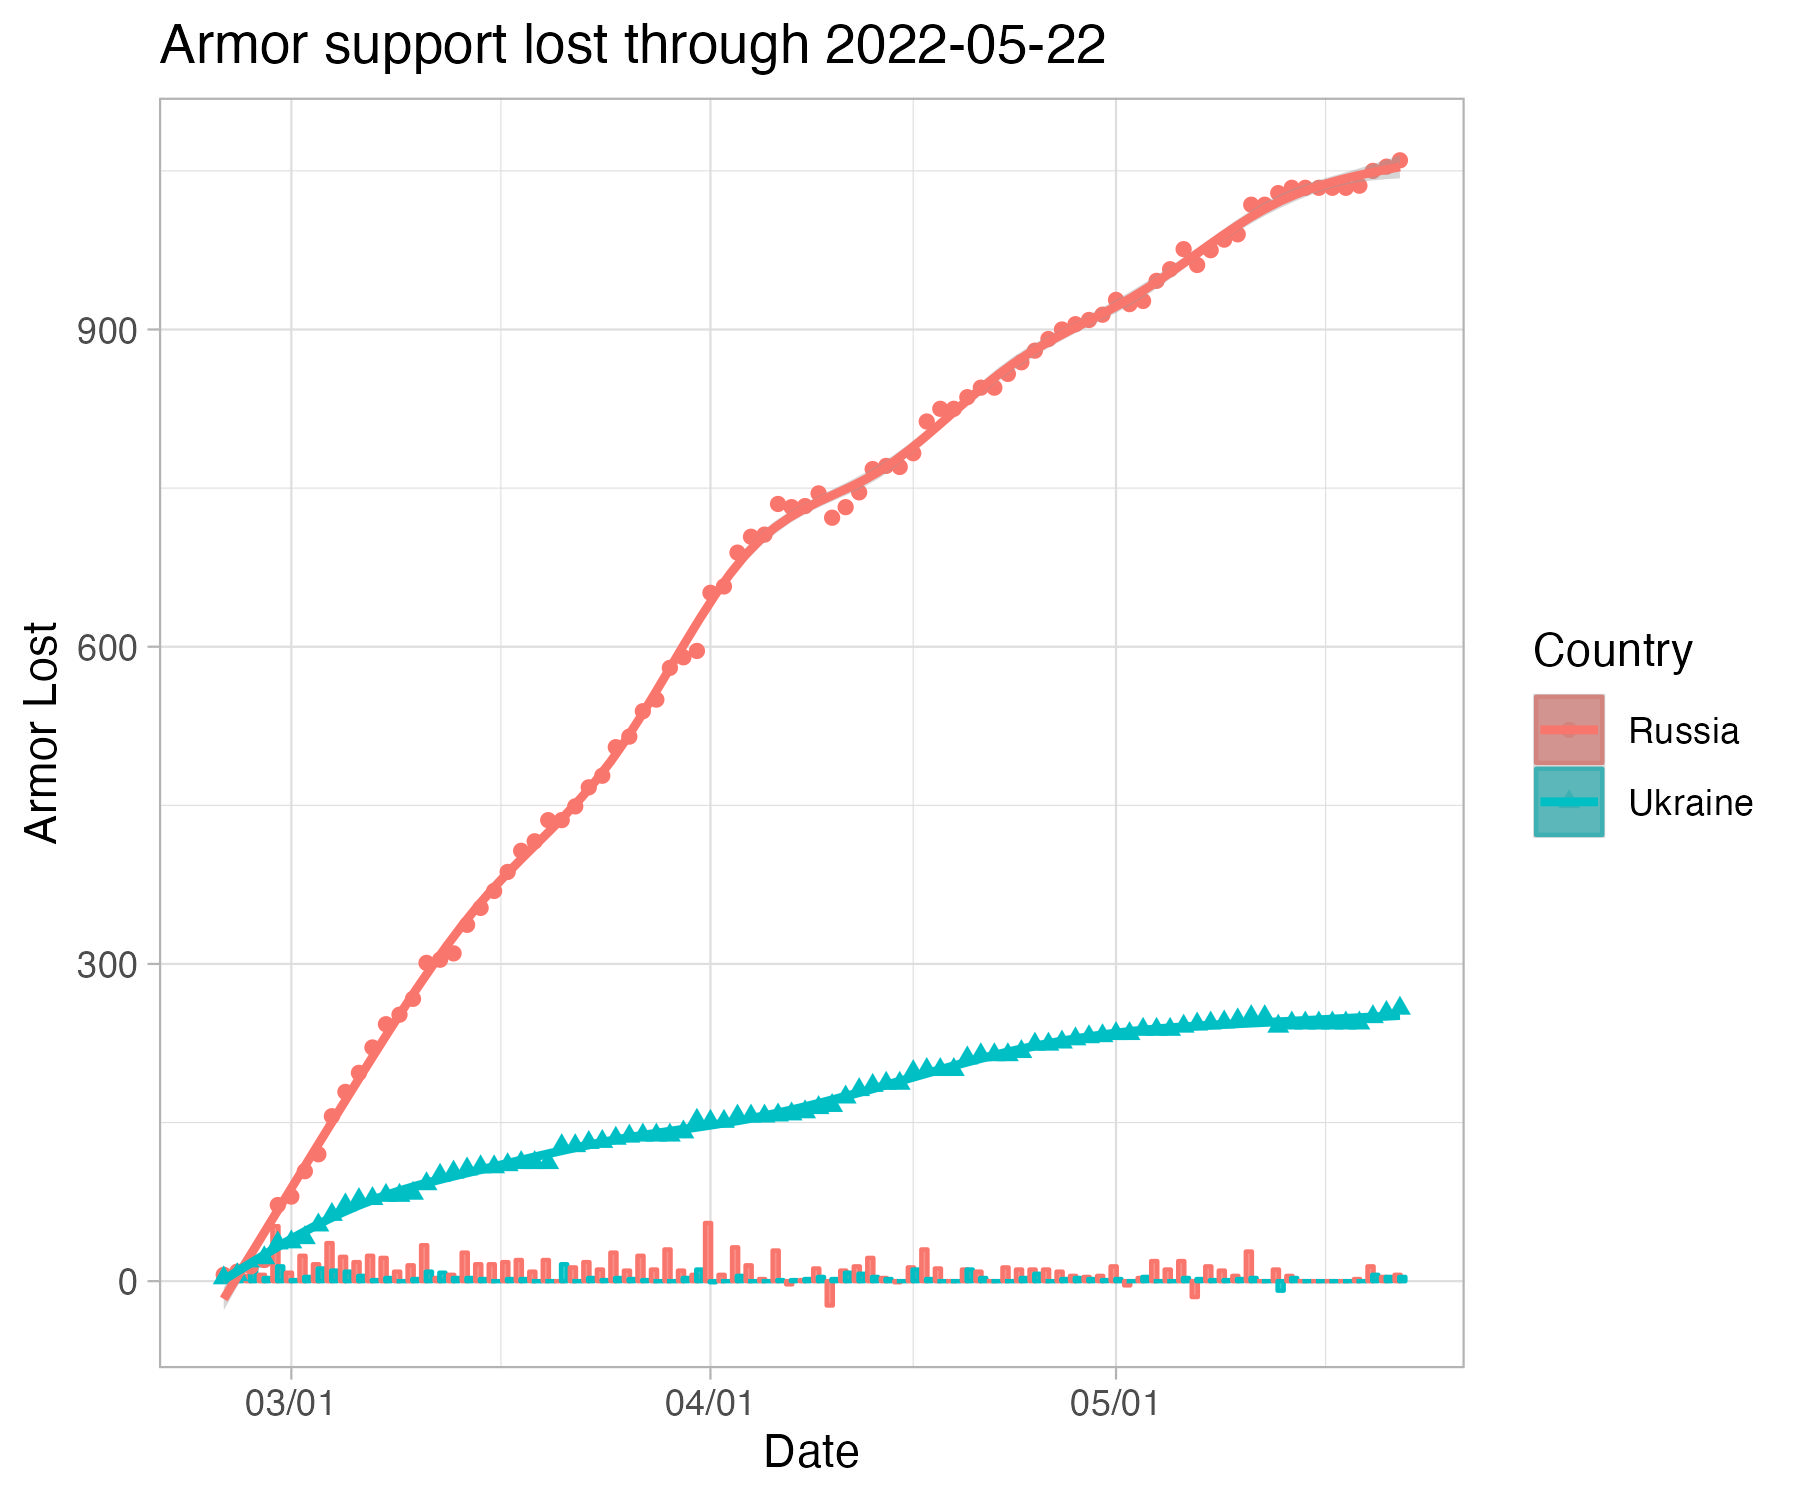 Armor support lost through 2022-05-22
Armor Lost
900
600
300
0
03/01 04/01 05/01
Date
Country
Russia
Ukraine